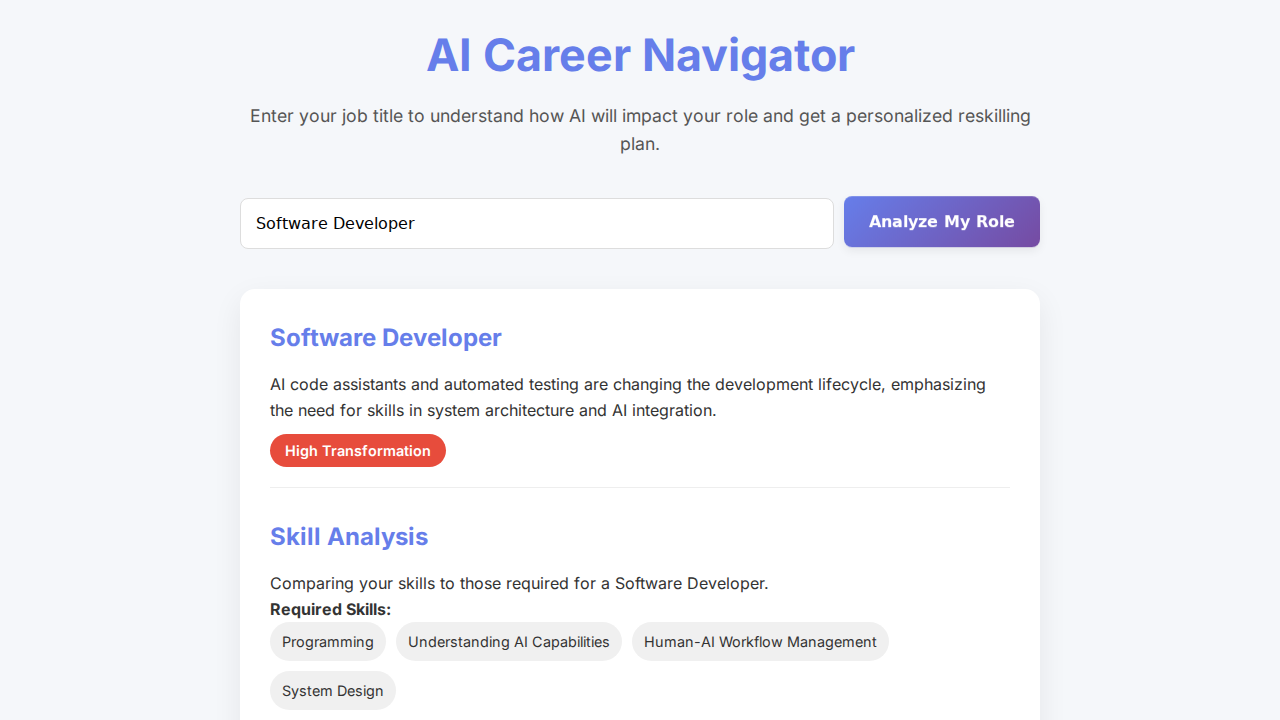 AI Career Navigator
Enter your job title to understand how AI will impact your role and get a personalized reskilling
plan.
Software Developer
Analyze My Role
Software Developer
AI code assistants and automated testing are changing the development lifecycle, emphasizing
the need for skills in system architecture and AI integration.
High Transformation
Skill Analysis
Comparing your skills to those required for a Software Developer.
Required Skills:
Programming
Understanding AI Capabilities
Human-AI Workflow Management
System Design